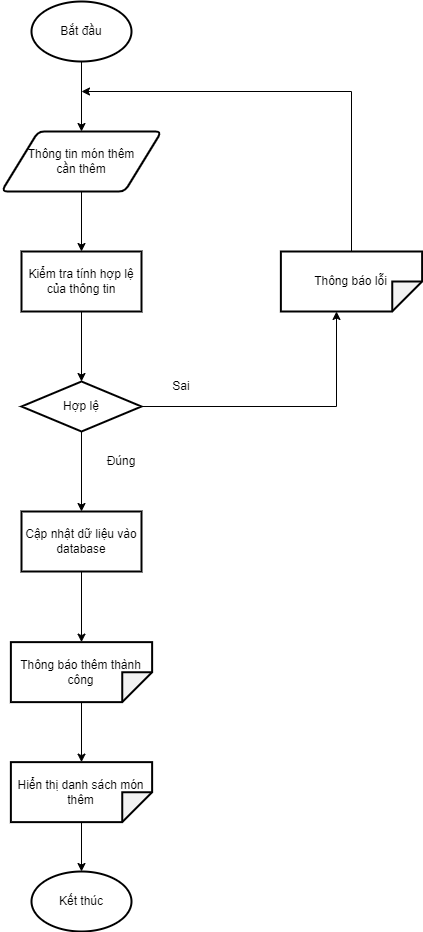 Bắt đầu
Thông tin món thêm
cần thêm
Kiểm tra tính hợp lệ
của thông tin
Thông báo lỗi
Sai
Hợp lệ
Đúng
Cập nhật dữ liệu vào
database
Thông báo thêm thành
công
Hiển thị danh sách món
thêm
Kết thúc